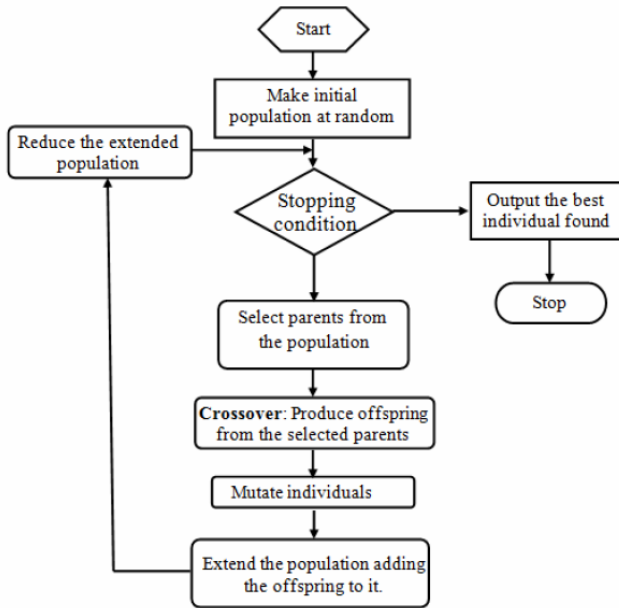 Start
Make initial
population at random
Reduce the extended
population
Stopping
condition
Output the best
individual found
Stop
Select parents from
the population
Crossover: Produce offspring
from the selected parents
Mutate individuals
Extend the population adding
the offspring to it.